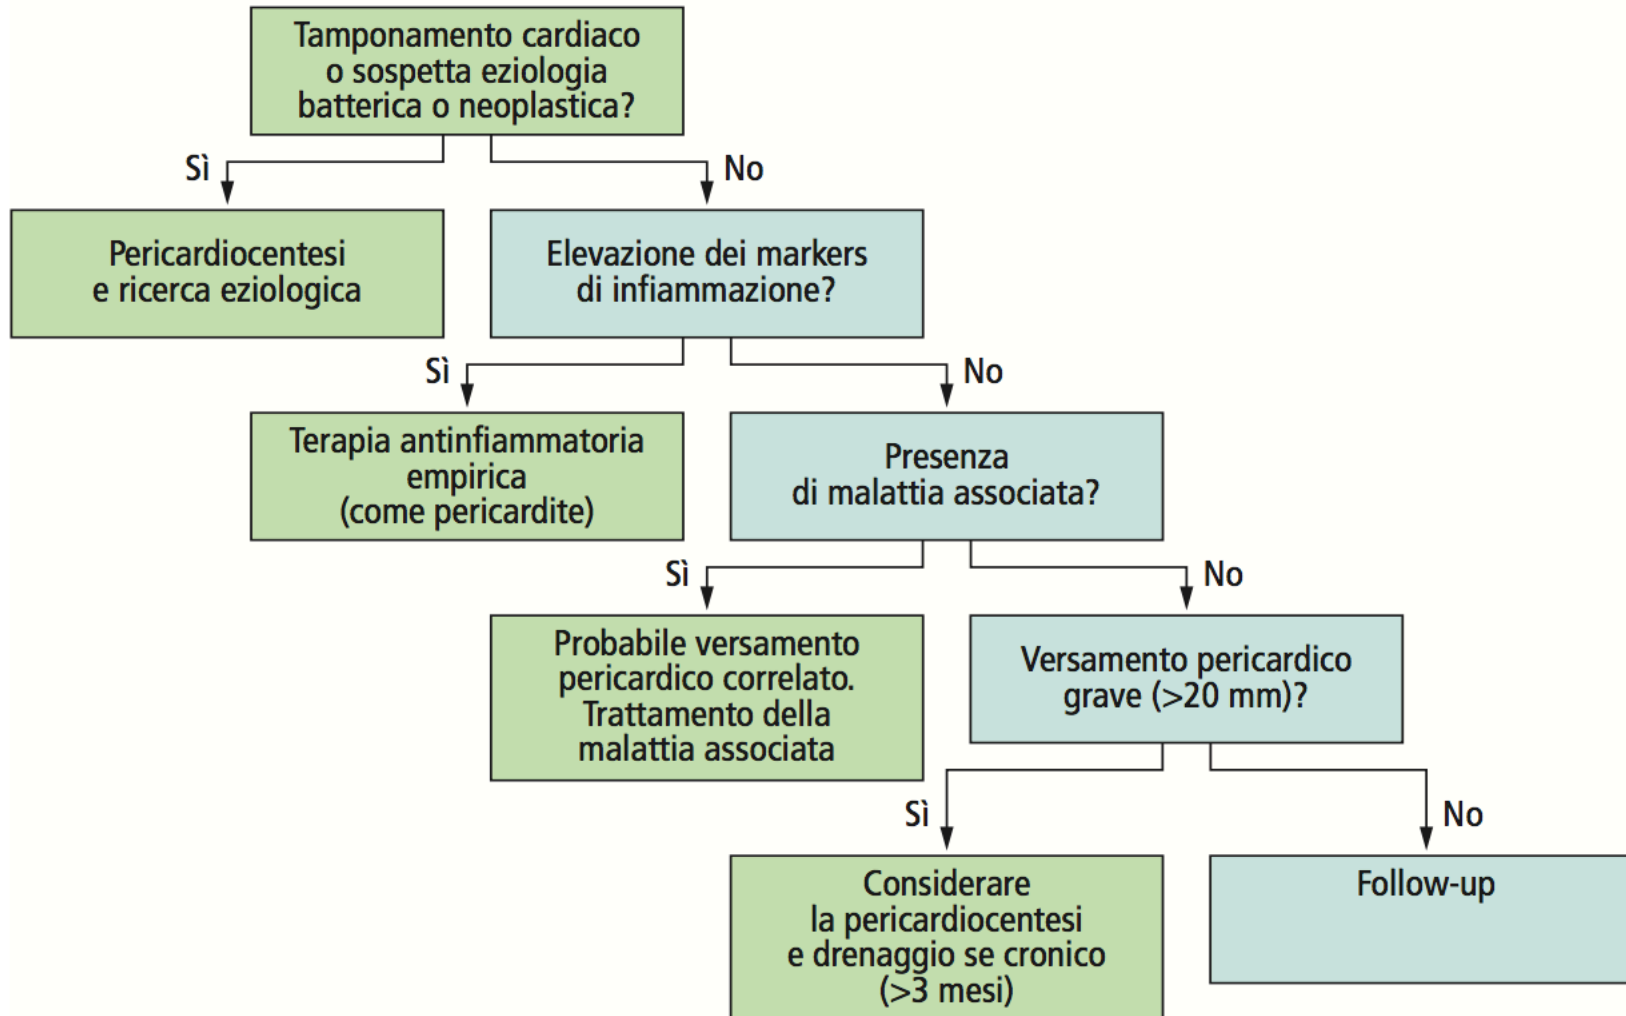 Tamponamento cardiaco
o sospetta eziologia
batterica o neoplastica?
Sì
No
Pericardiocentesi
e ricerca eziologica
Elevazione dei markers
di infiammazione?
Sì
No
Terapia antinfiammatoria
empirica
(come pericardite)
Presenza
di malattia associata?
Sì
No
Probabile versamento
pericardico correlato.
Trattamento della
malattia associata
Versamento pericardico
grave (>20 mm)?
Sì
No
Considerare
la pericardiocentesi
e drenaggio se cronico
(>3 mesi)
Follow-up